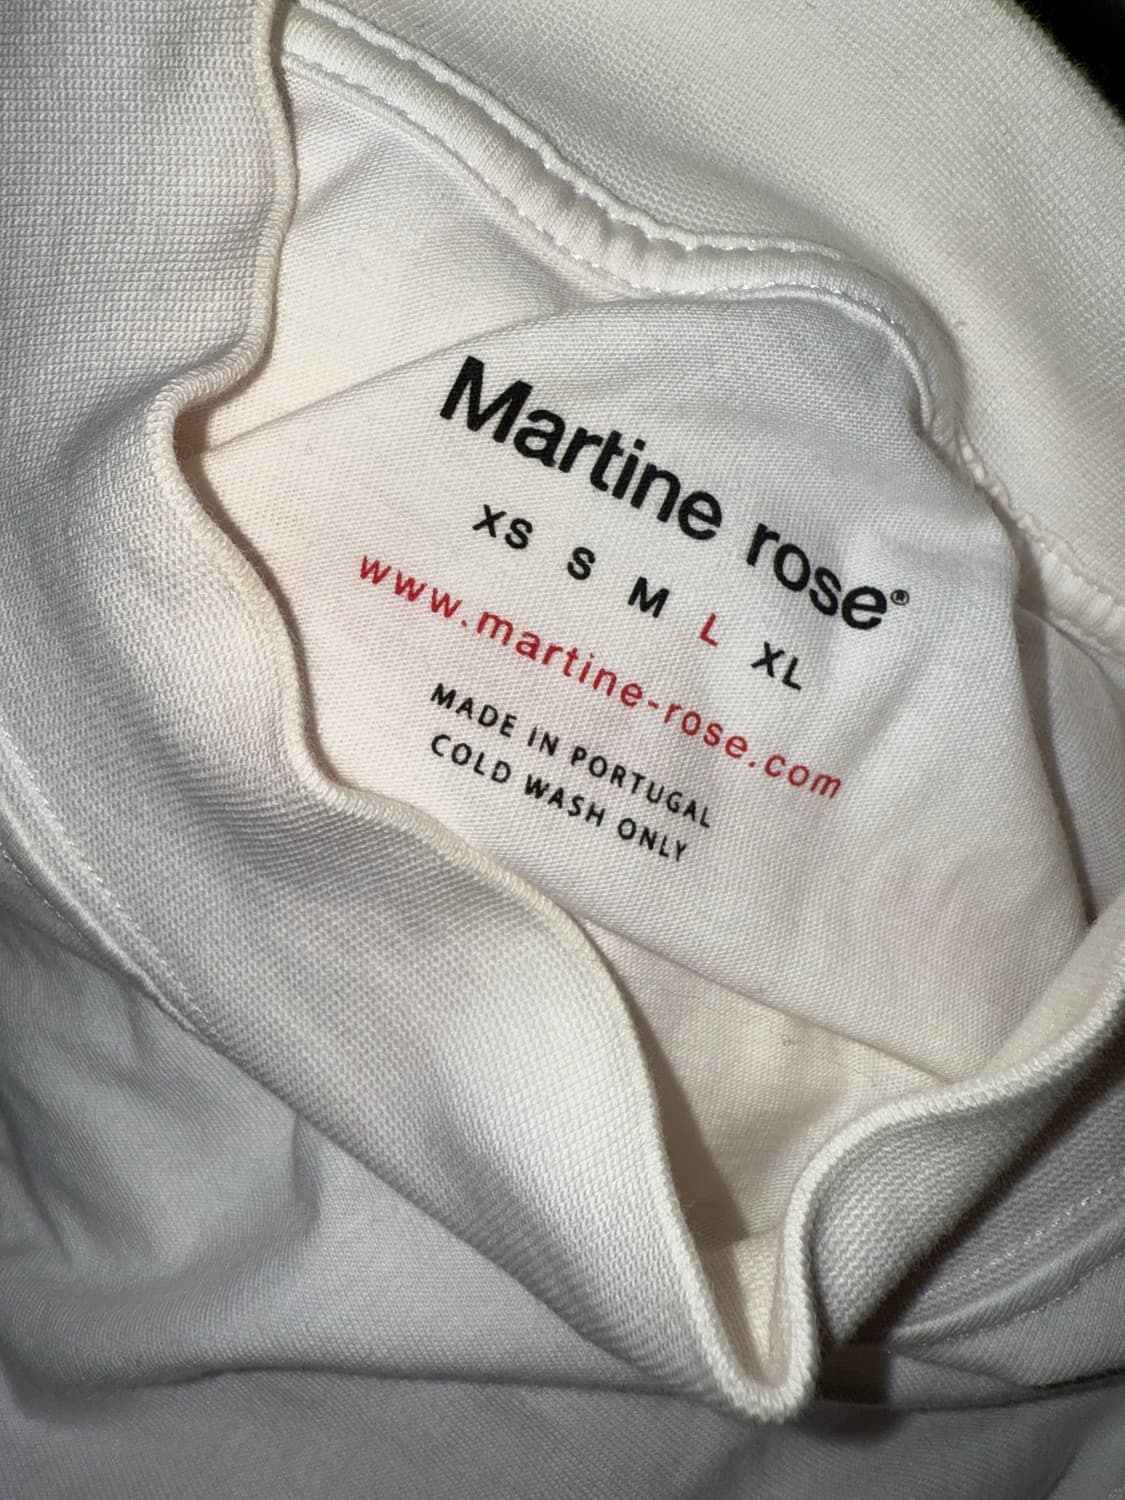 Martine rose®
XS S M L XL
www.martine-rose.com
MADE IN PORTUGAL
COLD WASH ONLY